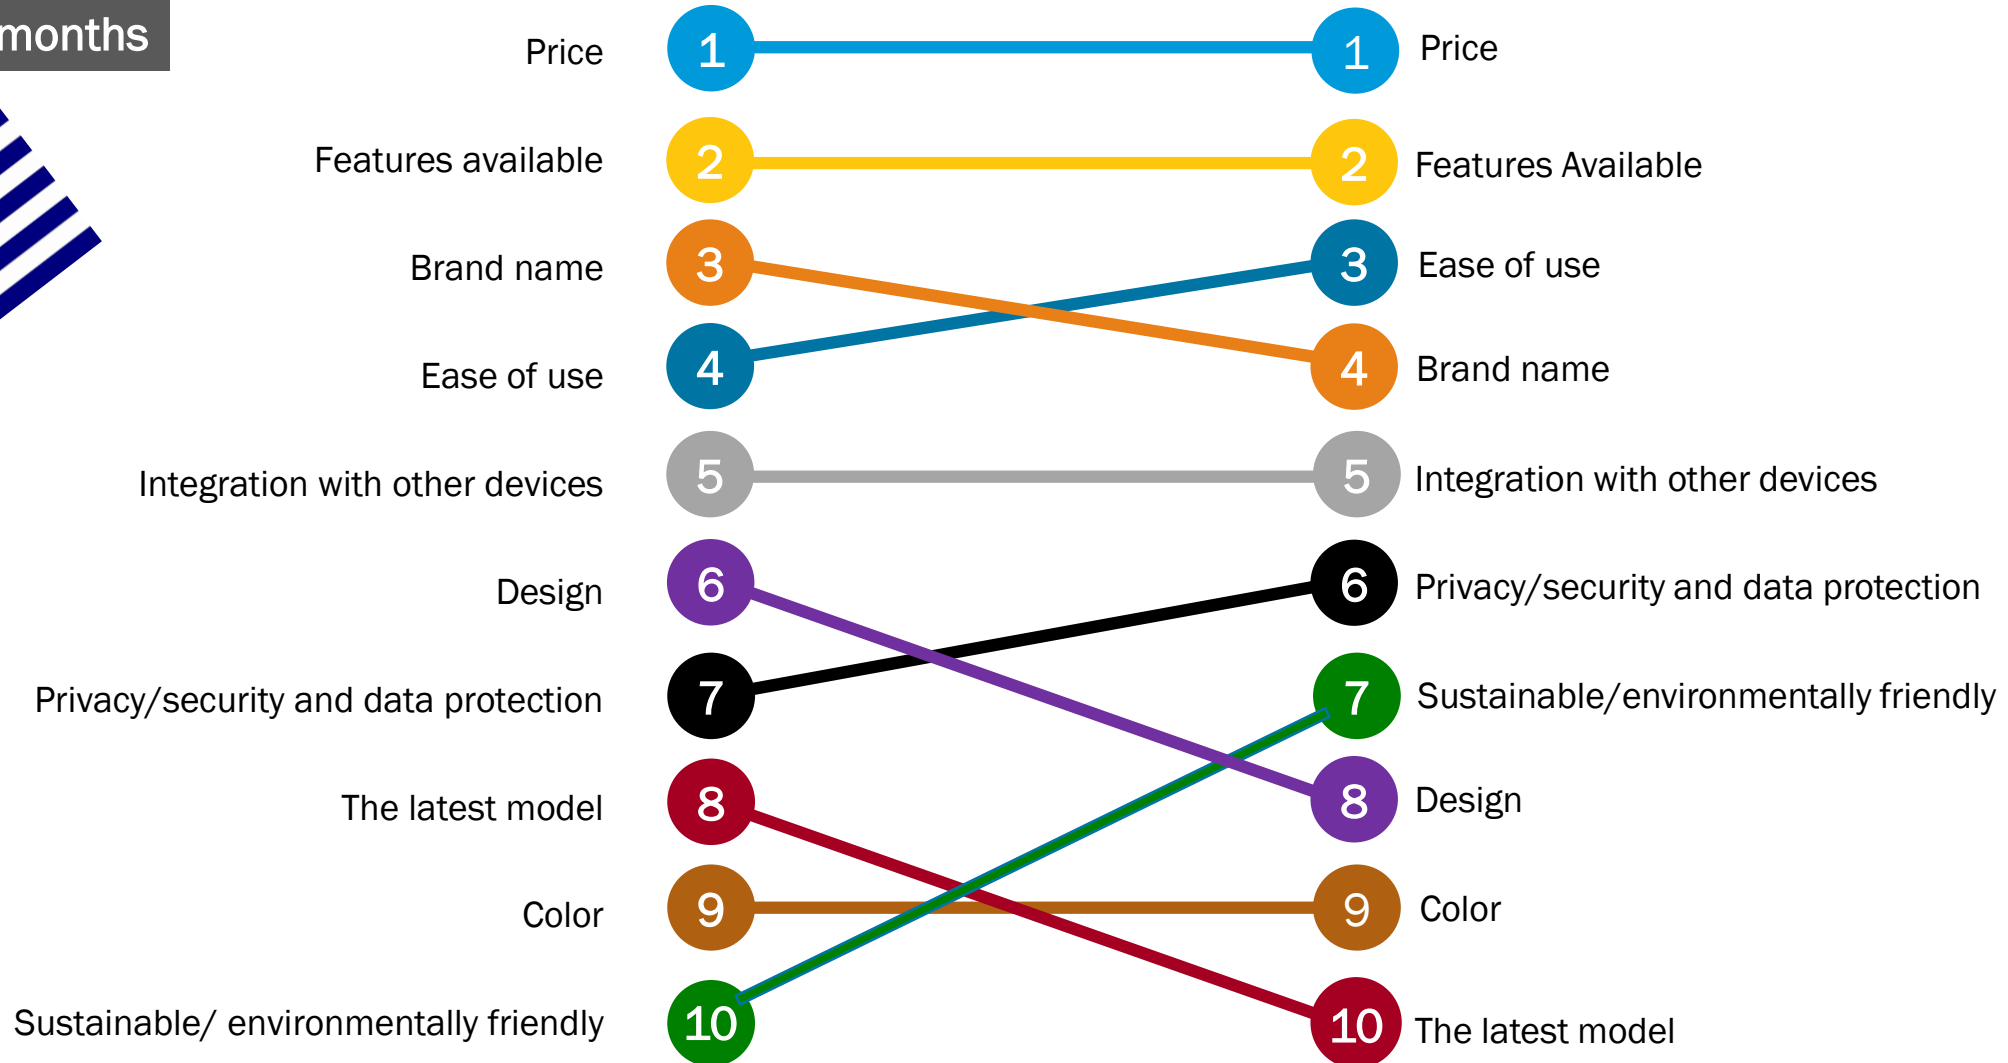 months
Price 1 1 Price
Features available 2 2 Features Available
Brand name 3 3 Ease of use
Ease of use 4 4 Brand name
Integration with other devices 5 5 Integration with other devices
Design 6 6 Privacy/security and data protection
Privacy/security and data protection 7 7 Sustainable/environmentally friendly
The latest model 8 8 Design
Color 9 9 Color
Sustainable/ environmentally friendly 10 10 The latest model